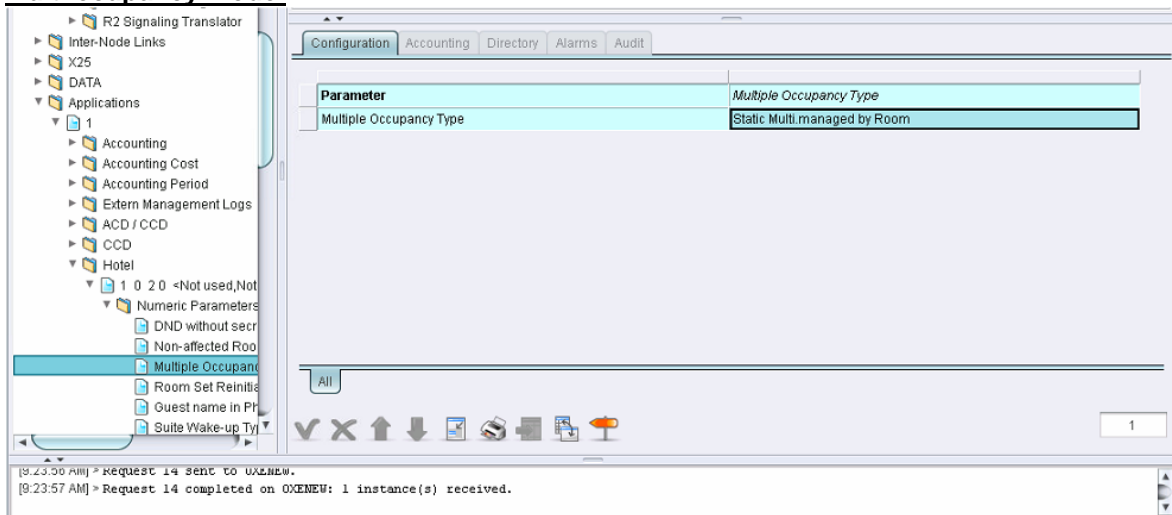 R2 Signaling Translator
Inter-Node Links
X25
DATA
Applications
1
Accounting
Accounting Cost
Accounting Period
Extern Management Logs
ACD / CCD
CCD
Hotel
1 0 2 0 <Not used,Not
Numeric Parameters
DND without secr
Non-affected Roo
Multiple Occupan
Room Set Reinitia
Guest name in Ph
Suite Wake-up Ty
Configuration Accounting Directory Alarms Audit
Parameter Multiple Occupancy Type
Multiple Occupancy Type Static Multi.managed by Room
All
1
[9:23:56 AM] > Request 14 sent to OXENEW.
[9:23:57 AM] > Request 14 completed on OXENEW: 1 instance(s) received.